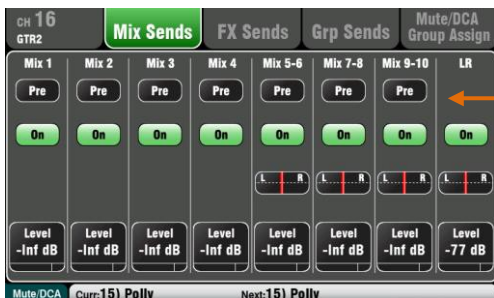 CH 16 Mix Sends FX Sends Grp Sends Mute/DCA
GTR2 Group Assign
Mix 1 Mix 2 Mix 3 Mix 4 Mix 5-6 Mix 7-8 Mix 9-10 LR
Pre Pre Pre Pre Pre Pre Pre
On On On On On On On On
L R L R L R L R
Level Level Level Level Level Level Level Level
-Inf dB -Inf dB -Inf dB -Inf dB -Inf dB -Inf dB -Inf dB -77 dB
Mute/DCA Curr:15) Polly Next:15) Polly